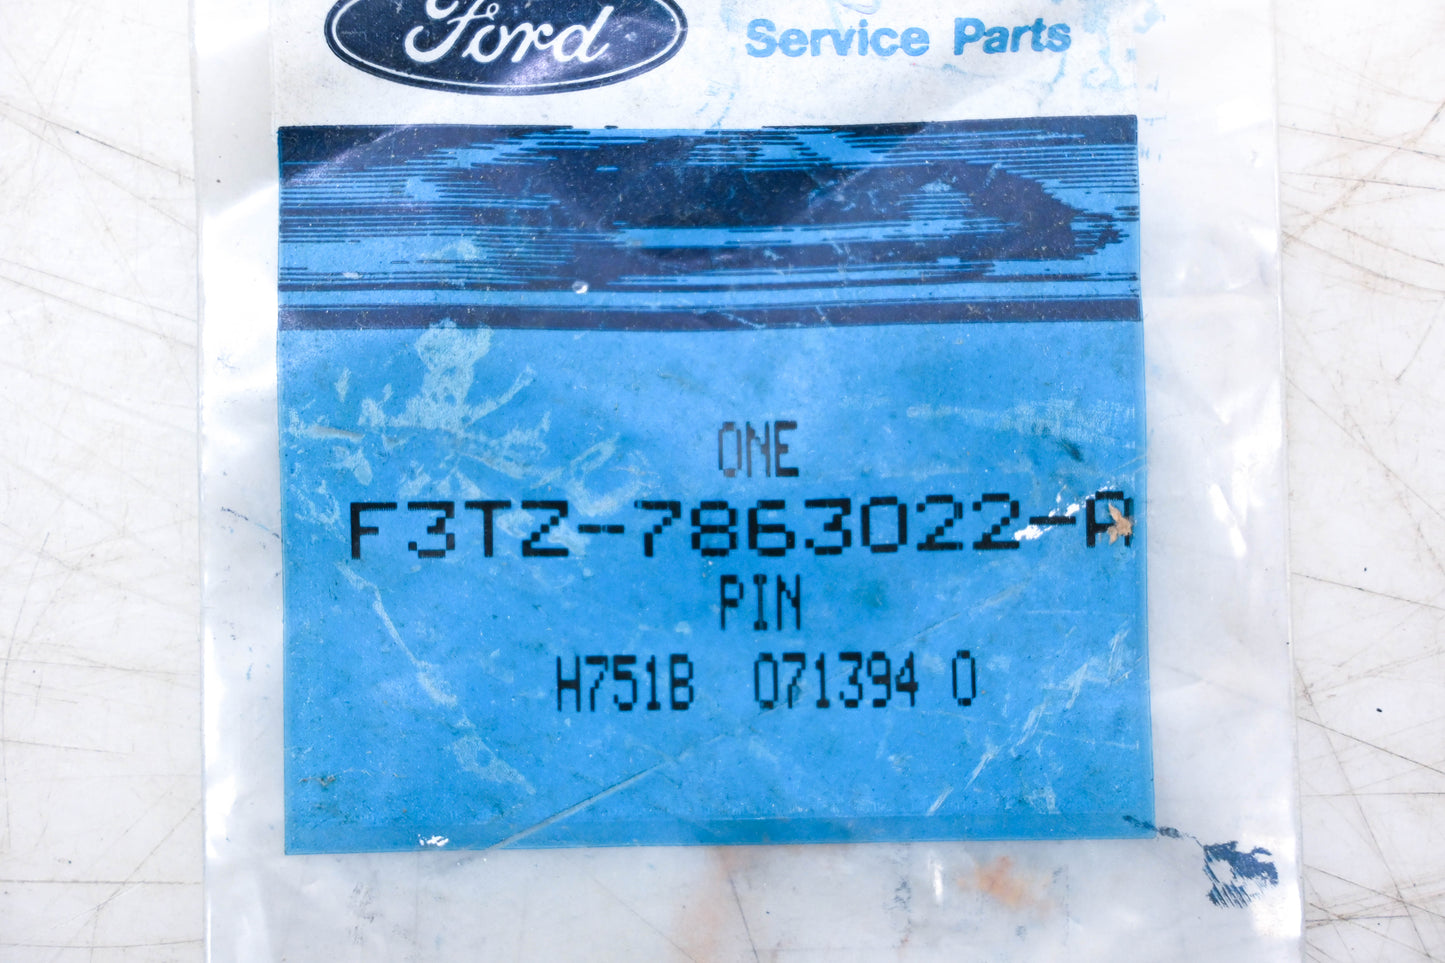 Ford
Service Parts
ONE
F3TZ-7863022-A
PIN
H751B 071394 0